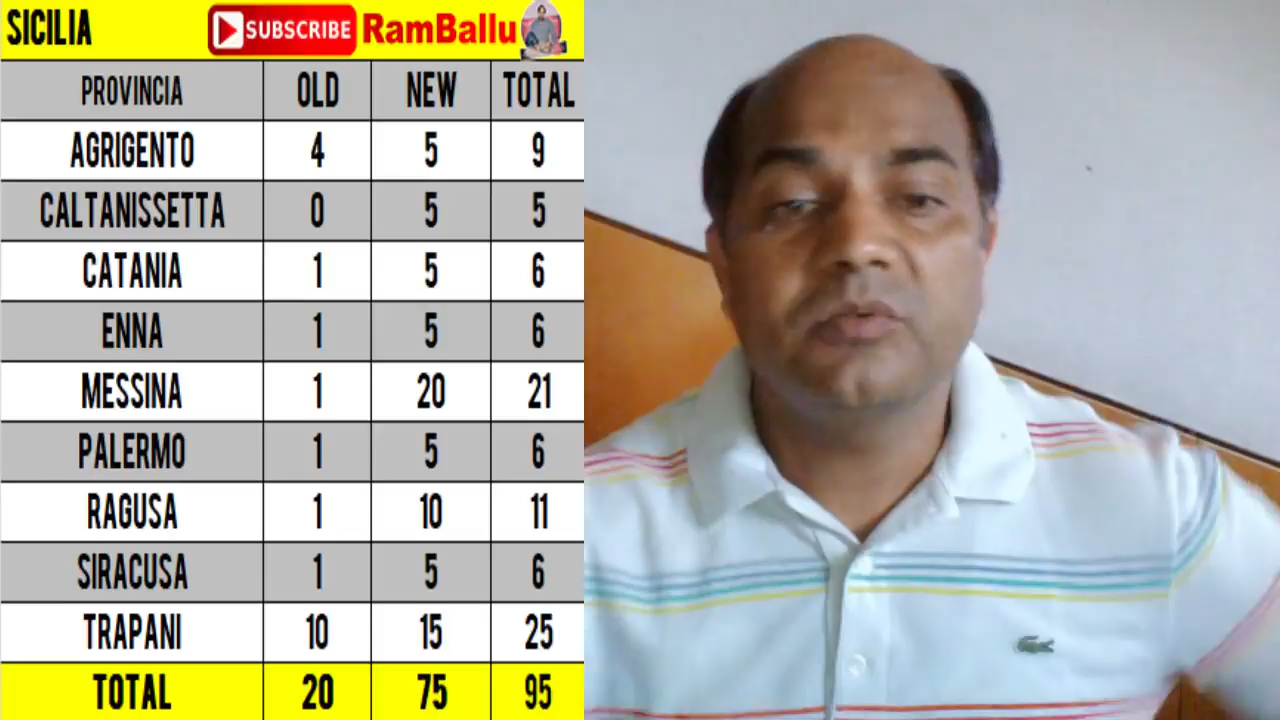 SICILIA SUBSCRIBE RamBallu
PROVINCIA OLD NEW TOTAL
AGRIGENTO 4 5 9
CALTANISSETTA 0 5 5
CATANIA 1 5 6
ENNA 1 5 6
MESSINA 1 20 21
PALERMO 1 5 6
RAGUSA 1 10 11
SIRACUSA 1 5 6
TRAPANI 10 15 25
TOTAL 20 75 95